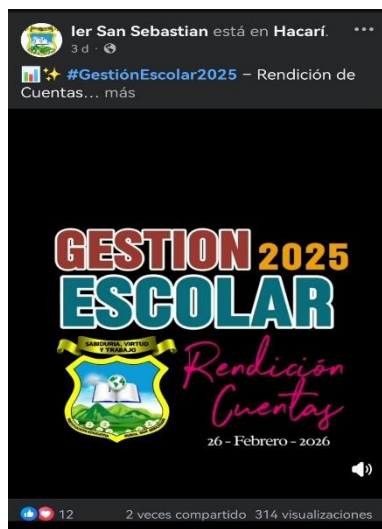 Ier San Sebastian está en Hacarí.
3 d
#GestiónEscolar2025 – Rendición de
Cuentas... más
GESTION 2025
ESCOLAR
SABIDURIA, VIRTUD
Y TRABAJO
Rendición
Cuentas
26 - Febrero - 2026
12 2 veces compartido 314 visualizaciones